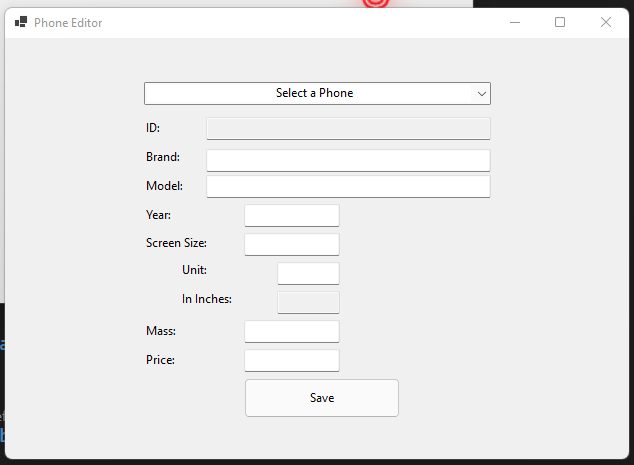 Phone Editor
Select a Phone
ID:
Brand:
Model:
Year:
Screen Size:
Unit:
In Inches:
Mass:
Price:
Save